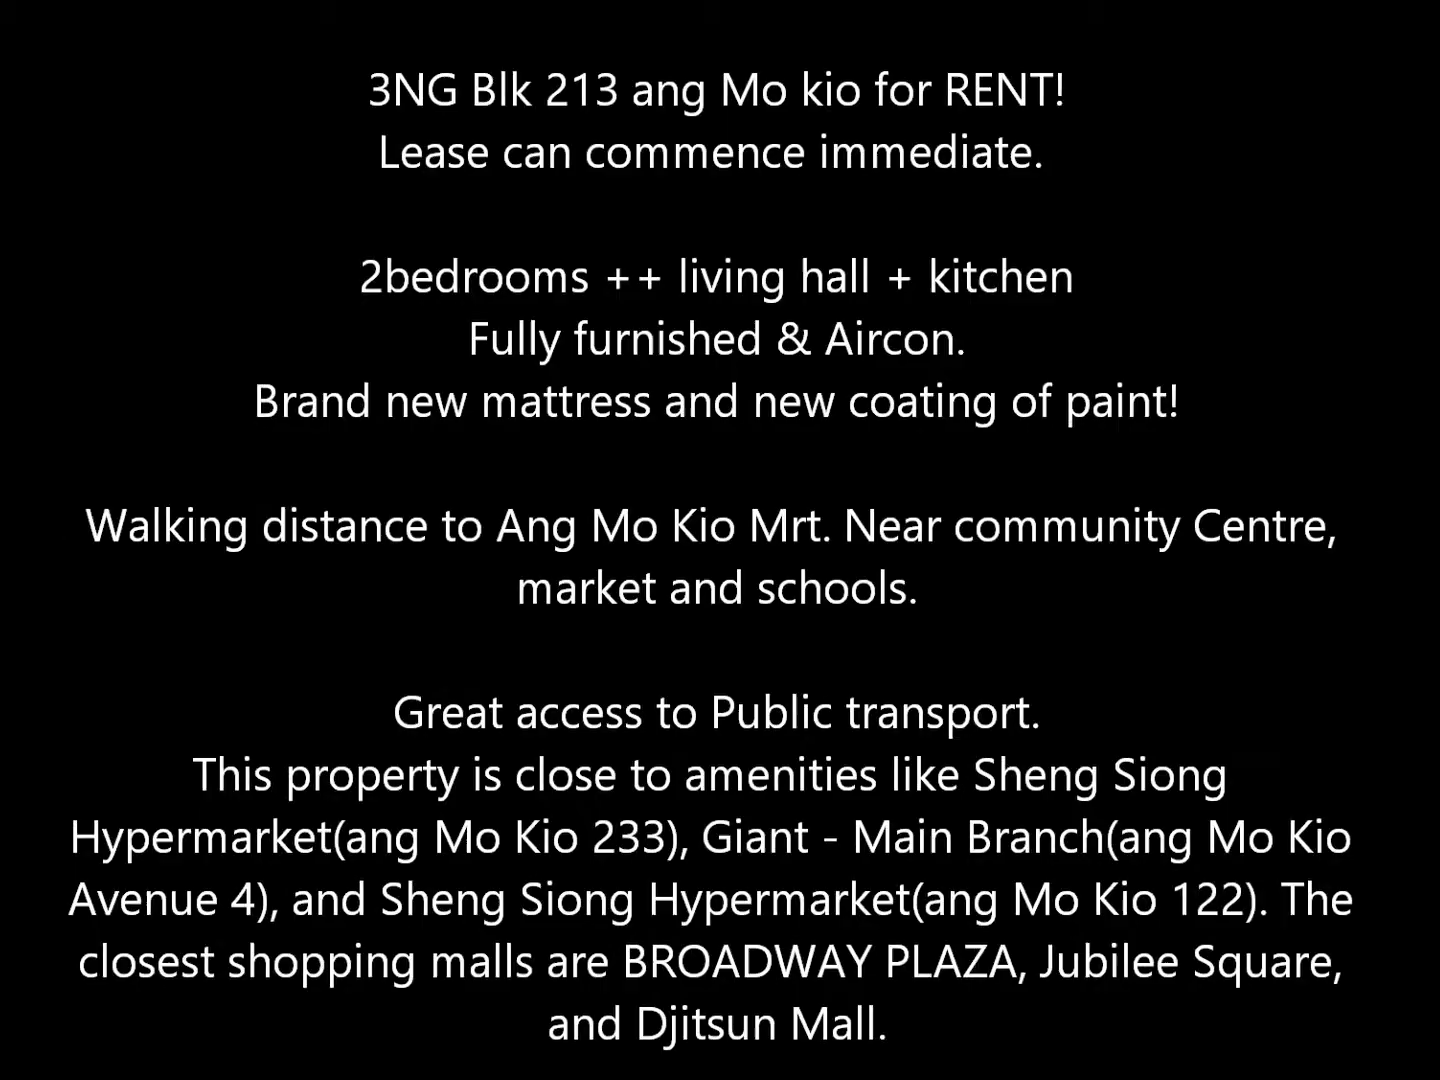 3NG Blk 213 ang Mo kio for RENT!
Lease can commence immediate.
2bedrooms ++ living hall + kitchen
Fully furnished & Aircon.
Brand new mattress and new coating of paint!
Walking distance to Ang Mo Kio Mrt. Near community Centre,
market and schools.
Great access to Public transport.
This property is close to amenities like Sheng Siong
Hypermarket(ang Mo Kio 233), Giant - Main Branch(ang Mo Kio
Avenue 4), and Sheng Siong Hypermarket(ang Mo Kio 122). The
closest shopping malls are BROADWAY PLAZA, Jubilee Square,
and Djitsun Mall.